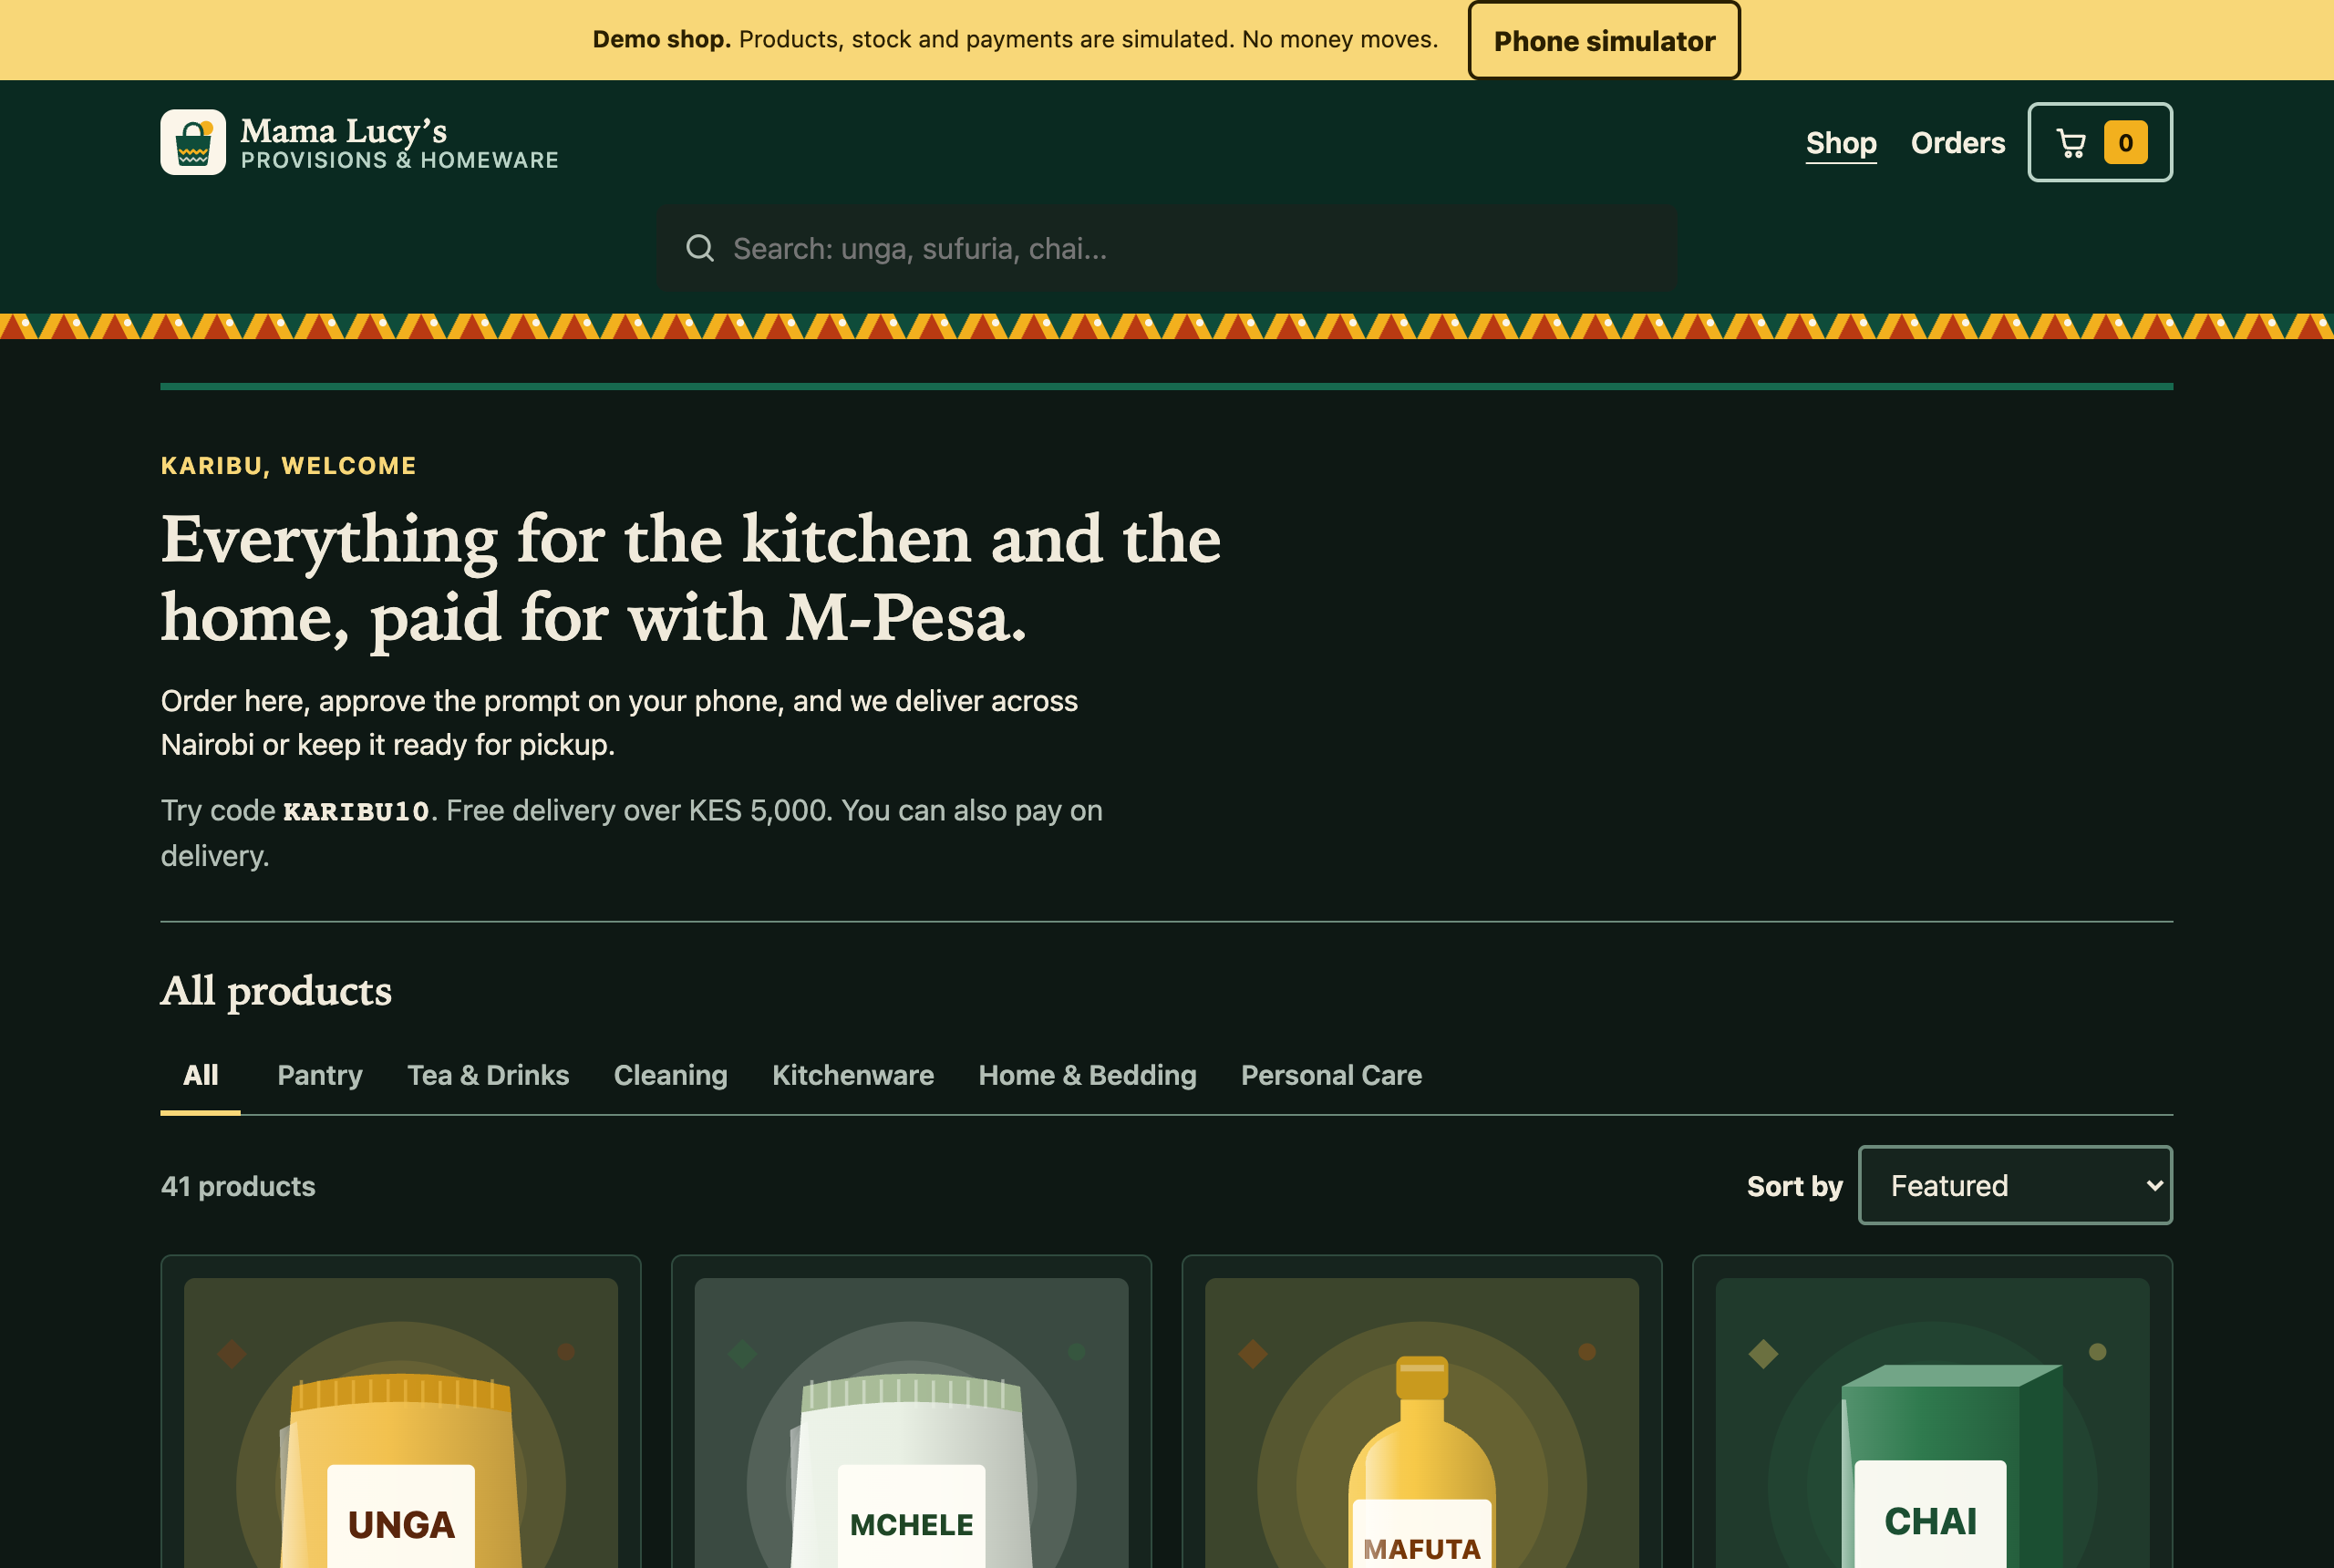 Demo shop. Products, stock and payments are simulated. No money moves.
Phone simulator
Mama Lucy’s
PROVISIONS & HOMEWARE
Shop
Orders
0
Search: unga, sufuria, chai...
KARIBU, WELCOME
Everything for the kitchen and the
home, paid for with M-Pesa.
Order here, approve the prompt on your phone, and we deliver across
Nairobi or keep it ready for pickup.
Try code KARIBU10. Free delivery over KES 5,000. You can also pay on
delivery.
All products
All
Pantry
Tea & Drinks
Cleaning
Kitchenware
Home & Bedding
Personal Care
41 products
Sort by
Featured
UNGA
MCHELE
MAFUTA
CHAI